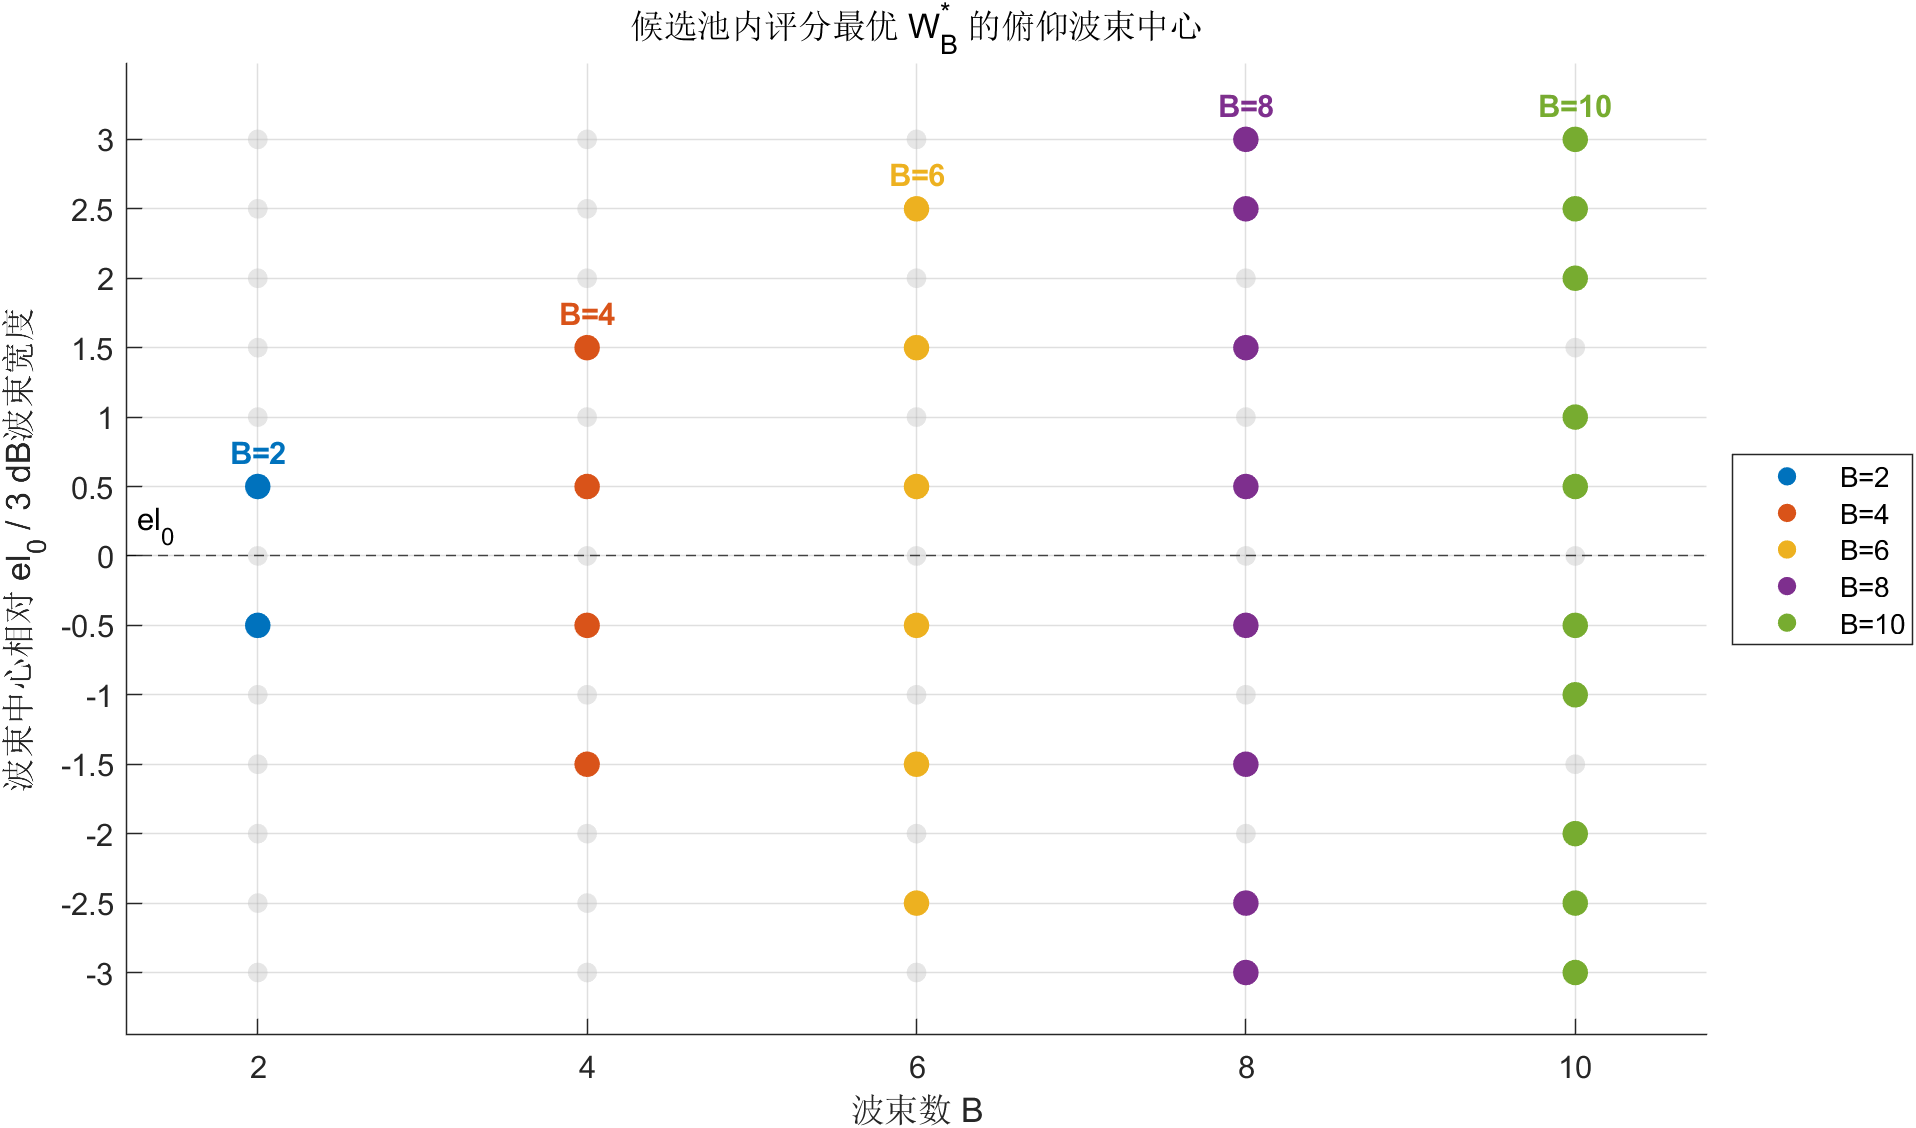 候选池内评分最优 W*B 的俯仰波束中心
波束中心相对 el0 / 3 dB波束宽度
3
2.5
2
1.5
1
0.5
0
-0.5
-1
-1.5
-2
-2.5
-3
el0
B=2
B=4
B=6
B=8
B=10
2
4
6
8
10
波束数 B
B=2
B=4
B=6
B=8
B=10